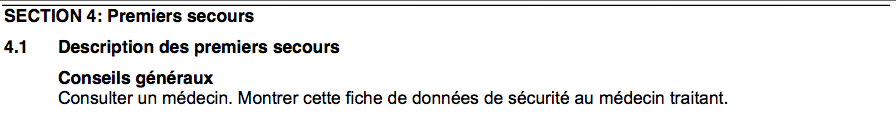 SECTION 4: Premiers secours
4.1 Description des premiers secours
Conseils généraux
Consulter un médecin. Montrer cette fiche de données de sécurité au médecin traitant.